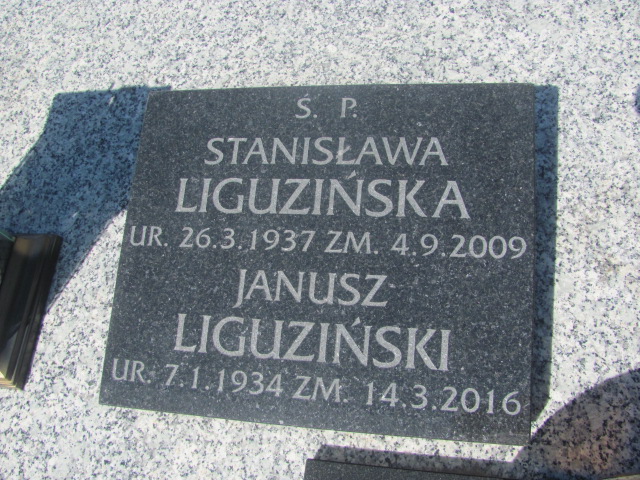 Ś. P.
STANISŁAWA
LIGUZIŃSKA
UR. 26.3.1937 ZM. 4.9.2009
JANUSZ
LIGUZIŃSKI
UR. 7.1.1934 ZM. 14.3.2016